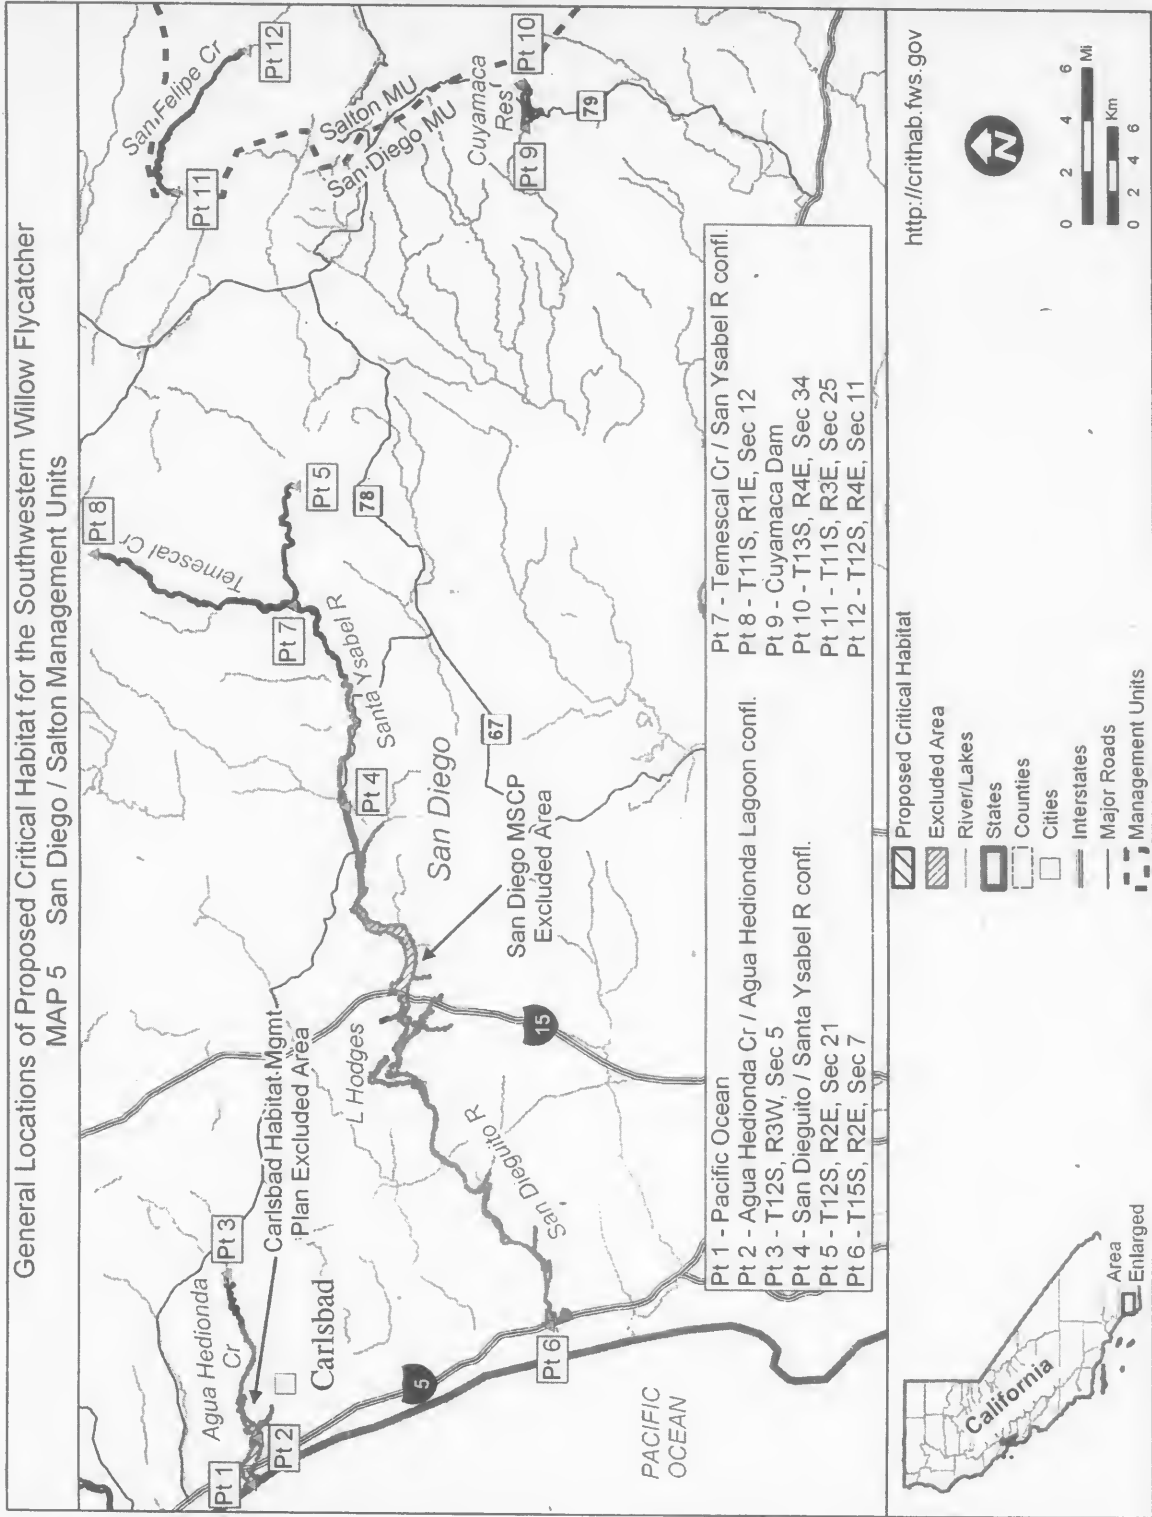 General Locations of Proposed Critical Habitat for the Southwestern Willow Flycatcher
MAP 5 San Diego / Salton Management Units
Pt 1
Pt 2
Agua Hedionda
Cr
Pt 3
Carlsbad Habitat Mgmt
Plan Excluded Area
Carlsbad
5
Pt 6
PACIFIC
OCEAN
San Dieguito R
L Hodges
15
San Diego MSCP
Excluded Area
San Diego
Pt 4
Santa Ysabel R
67
78
Pt 7
Pt 5
Temescal Cr
Pt 8
Pt 11
San Felipe Cr
Pt 12
Salton MU
San Diego MU
Cuyamaca
Res
Pt 9
Pt 10
79
Pt 1 - Pacific Ocean
Pt 2 - Agua Hedionda Cr / Agua Hedionda Lagoon confl.
Pt 3 - T12S, R3W, Sec 5
Pt 4 - San Dieguito / Santa Ysabel R confl.
Pt 5 - T12S, R2E, Sec 21
Pt 6 - T15S, R2E, Sec 7
Pt 7 - Temescal Cr / San Ysabel R confl.
Pt 8 - T11S, R1E, Sec 12
Pt 9 - Cuyamaca Dam
Pt 10 - T13S, R4E, Sec 34
Pt 11 - T11S, R3E, Sec 25
Pt 12 - T12S, R4E, Sec 11
California
Area
Enlarged
Proposed Critical Habitat
Excluded Area
River/Lakes
States
Counties
Cities
Interstates
Major Roads
Management Units
http://crithab.fws.gov
N
0 2 4 6
Mi
Km
0 2 4 6